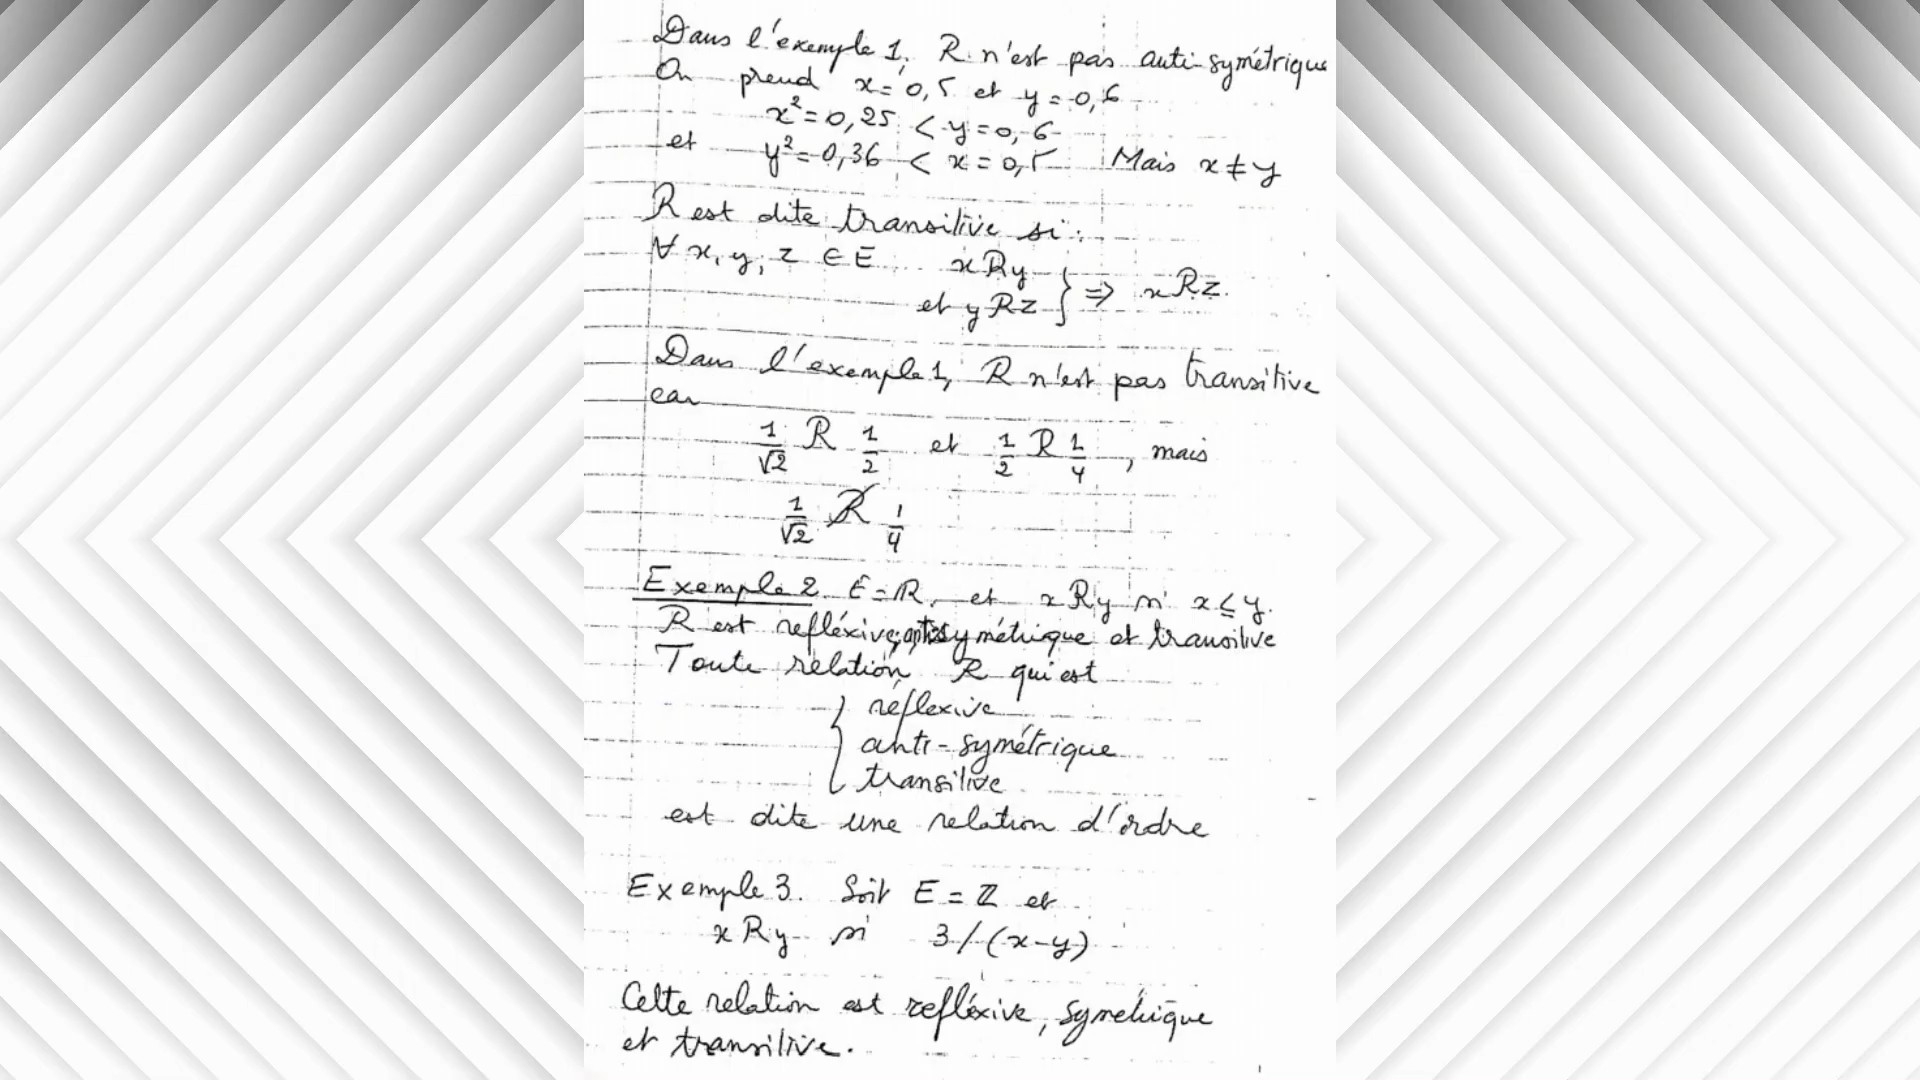 Dans l'exemple 1, R n'est pas anti-symétrique
On prend x = 0,5 et y = 0,6
x² = 0,25 < y = 0,6
et y² = 0,36 < x = 0,5 Mais x ≠ y
R est dite transitive si :
∀ x, y, z ∈ E xRy
et yRz } ⇒ xRz.
Dans l'exemple 1, R n'est pas transitive
car
1/√2 R 1/2 et 1/2 R 1/4, mais
1/√2 R̸ 1/4
Exemple 2. E = ℝ, et xRy si x ≤ y.
R est refléxive, antisymétrique et transitive
Toute relation R qui est
{ réflexive
anti-symétrique
transitive
est dite une relation d'ordre
Exemple 3. Soit E = ℤ et
xRy si 3/(x-y)
Cette relation est refléxive, symétrique
et transitive.